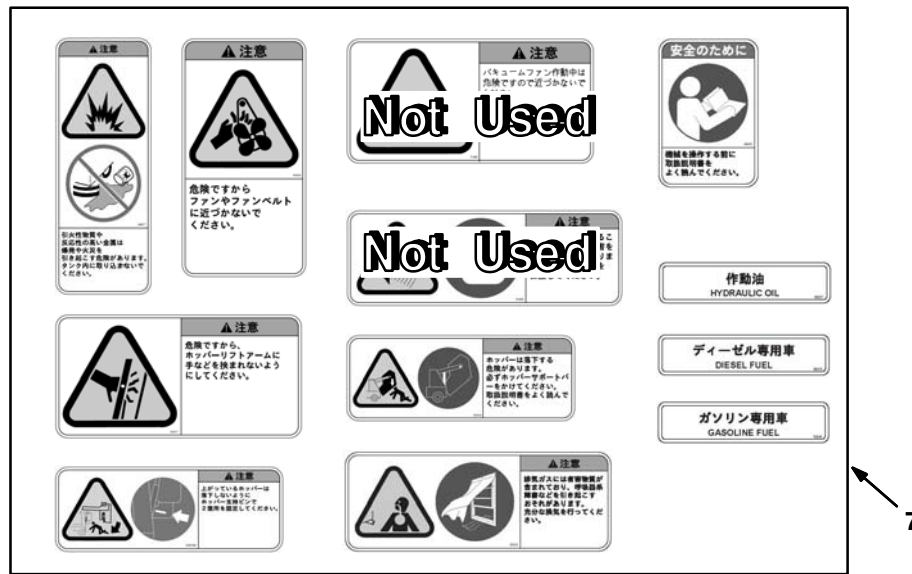 注意
引火性物質や
反応性の高い金属は
爆発や火災を
引き起こす危険があります。
タンク内に取り込まないで
ください。
注意
危険ですから
ファンやファンベルト
に近づかないで
ください。
注意
バキュームファン作動中は
危険ですので近づかないで
Not Used
安全のために
機械を操作する前に
取扱説明書を
よく読んでください。
注意
Not Used
作動油
HYDRAULIC OIL
ディーゼル専用車
DIESEL FUEL
ガソリン専用車
GASOLINE FUEL
注意
危険ですから、
ホッパーリフトアームに
手などを挟まれないよう
にしてください。
注意
ホッパーは落下する
危険があります。
必ずホッパーサポートバ
ーをかけてください。
取扱説明書をよく読んで
ください。
注意
上がっているホッパーは
落下しないように
ホッパー支持ピンで
2箇所を固定してください。
注意
排気ガスには有害物質が
含まれており、呼吸器系
障害などを引き起こす
おそれがあります。
充分な換気を行ってくだ
さい。
7